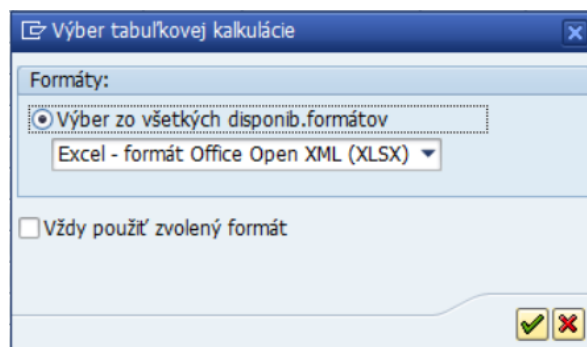 Výber tabuľkovej kalkulácie
Formáty:
Výber zo všetkých disponib.formátov
Excel - formát Office Open XML (XLSX)
Vždy použiť zvolený formát